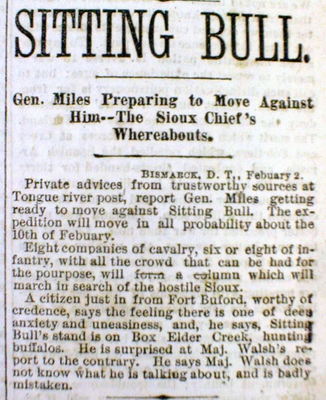 SITTING BULL.
Gen. Miles Preparing to Move Against
Him--The Sioux Chief's
Whereabouts.
BISMARCK, D. T., Febuary 2.
Private advices from trustworthy sources at
Tongue river post, report Gen. Miles getting
ready to move against Sitting Bull. The ex-
pedition will move in all probability about the
10th of Febuary.
Eight companies of cavalry, six or eight of in-
fantry, with all the crowd that can be had for
the pourpose, will form a column which will
march in search of the hostile Sioux.
A citizen just in from Fort Buford, worthy of
credence, says the feeling there is one of deep
anxiety and uneasiness, and, he says, Sitting
Bull's stand is on Box Elder Creek, hunting
buffalos. He is surprised at Maj. Walsh's re-
port to the contrary. He says Maj. Walsh does
not know what he is talking about, and is badly
mistaken.